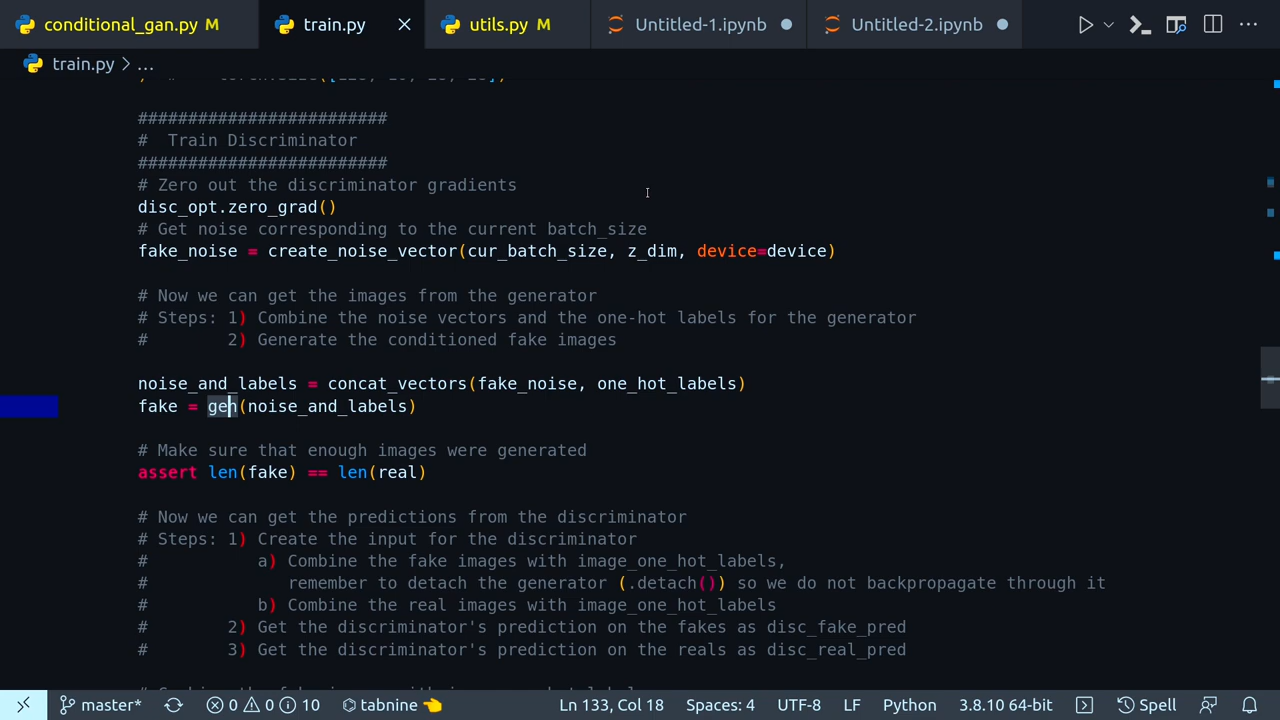 conditional_gan.py M train.py utils.py M Untitled-1.ipynb Untitled-2.ipynb
train.py > ...
#########################
#  Train Discriminator
#########################
# Zero out the discriminator gradients
disc_opt.zero_grad()
# Get noise corresponding to the current batch_size
fake_noise = create_noise_vector(cur_batch_size, z_dim, device=device)
# Now we can get the images from the generator
# Steps: 1) Combine the noise vectors and the one-hot labels for the generator
#        2) Generate the conditioned fake images
noise_and_labels = concat_vectors(fake_noise, one_hot_labels)
fake = gen(noise_and_labels)
# Make sure that enough images were generated
assert len(fake) == len(real)
# Now we can get the predictions from the discriminator
# Steps: 1) Create the input for the discriminator
#           a) Combine the fake images with image_one_hot_labels,
#              remember to detach the generator (.detach()) so we do not backpropagate through it
#           b) Combine the real images with image_one_hot_labels
#        2) Get the discriminator's prediction on the fakes as disc_fake_pred
#        3) Get the discriminator's prediction on the reals as disc_real_pred
master* 0 0 10 tabnine Ln 133, Col 18 Spaces: 4 UTF-8 LF Python 3.8.10 64-bit Spell